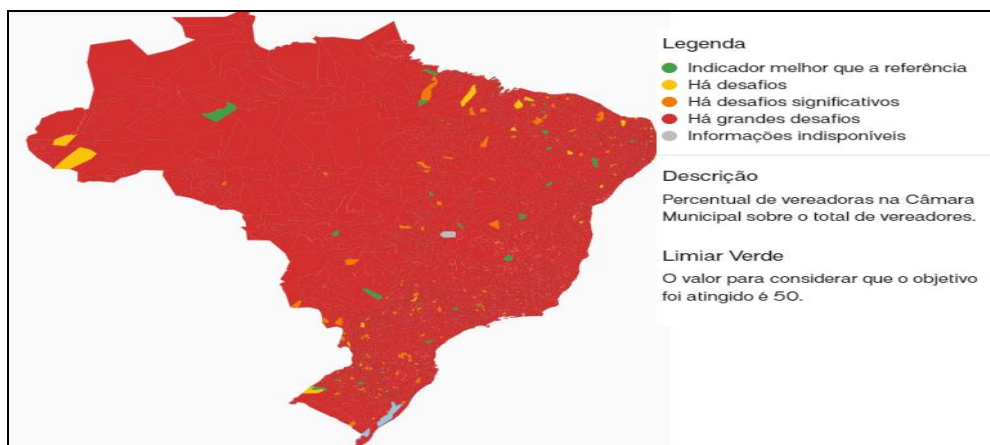 Legenda
Indicador melhor que a referência
Há desafios
Há desafios significativos
Há grandes desafios
Informações indisponíveis
Descrição
Percentual de vereadoras na Câmara
Municipal sobre o total de vereadores.
Limiar Verde
O valor para considerar que o objetivo
foi atingido é 50.